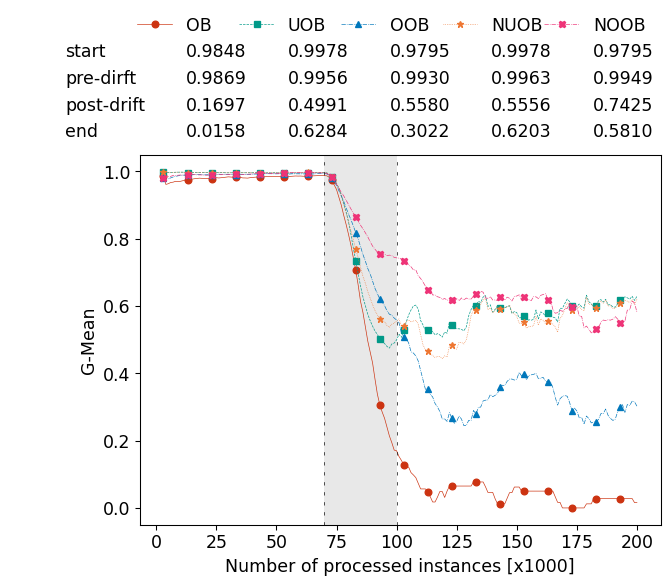 OB UOB OOB NUOB NOOB
start 0.9848 0.9978 0.9795 0.9978 0.9795
pre-dirft 0.9869 0.9956 0.9930 0.9963 0.9949
post-drift 0.1697 0.4991 0.5580 0.5556 0.7425
end 0.0158 0.6284 0.3022 0.6203 0.5810
1.0
0.8
0.6
0.4
0.2
0.0
G-Mean
0 25 50 75 100 125 150 175 200
Number of processed instances [x1000]